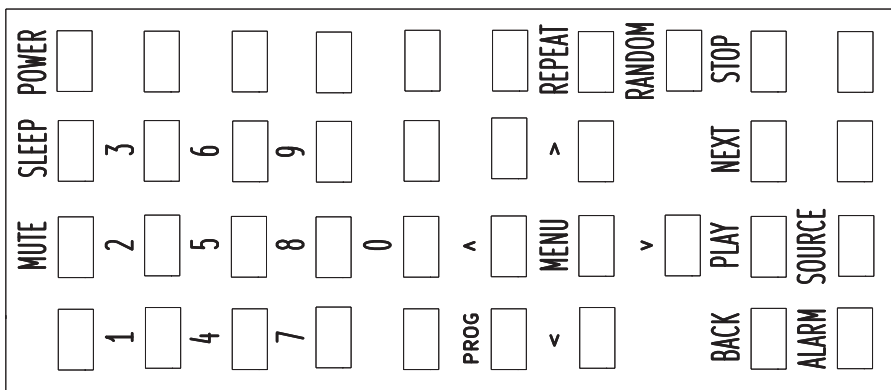 MUTE SLEEP POWER
1 2 3
4 5 6
7 8 9
0
PROG ^
< MENU > REPEAT
v RANDOM
BACK PLAY NEXT STOP
ALARM SOURCE